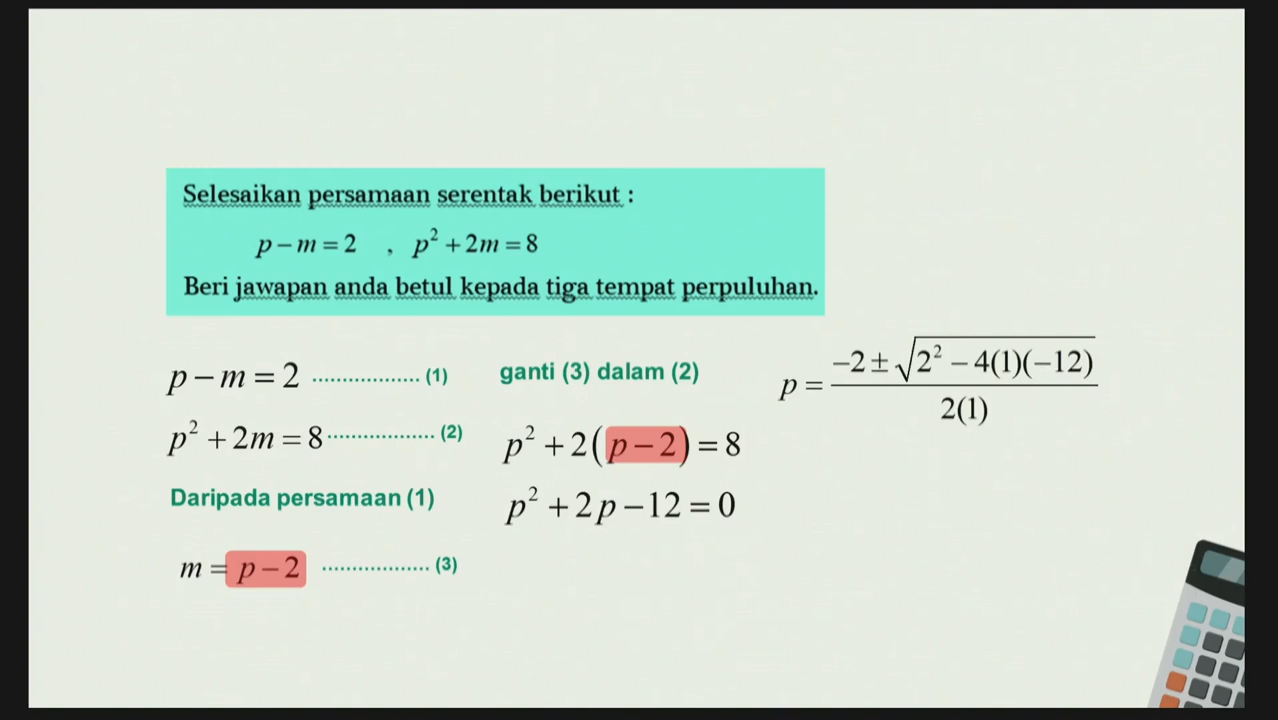 Selesaikan persamaan serentak berikut :
p − m = 2 , p² + 2m = 8
Beri jawapan anda betul kepada tiga tempat perpuluhan.
p − m = 2 .................. (1)
p² + 2m = 8 .................. (2)
Daripada persamaan (1)
m = p − 2 .................. (3)
ganti (3) dalam (2)
p² + 2(p − 2) = 8
p² + 2p − 12 = 0
p = (−2 ± √(2² − 4(1)(−12))) / 2(1)